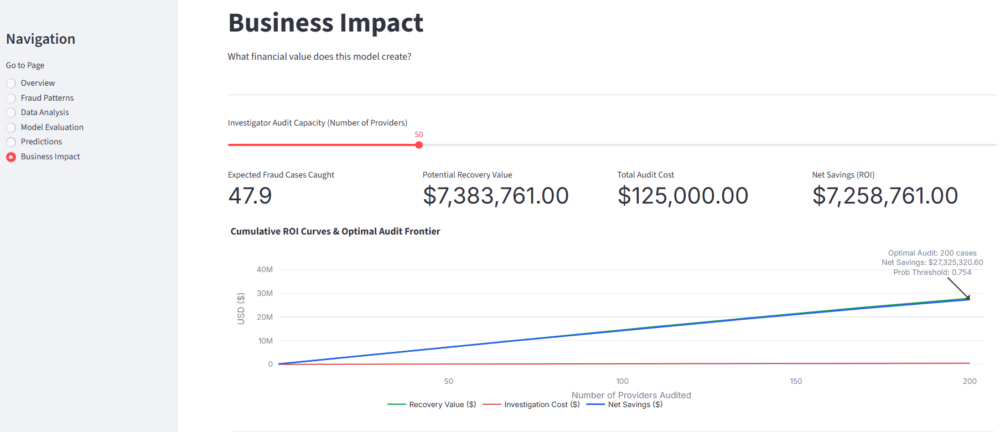 Navigation
Go to Page
Overview
Fraud Patterns
Data Analysis
Model Evaluation
Predictions
Business Impact
Business Impact
What financial value does this model create?
Investigator Audit Capacity (Number of Providers)
50
Expected Fraud Cases Caught
47.9
Potential Recovery Value
$7,383,761.00
Total Audit Cost
$125,000.00
Net Savings (ROI)
$7,258,761.00
Cumulative ROI Curves & Optimal Audit Frontier
Optimal Audit: 200 cases
Net Savings: $27,325,320.60
Prob Threshold: 0.754
USD ($)
40M
30M
20M
10M
0
50 100 150 200
Number of Providers Audited
Recovery Value ($) Investigation Cost ($) Net Savings ($)